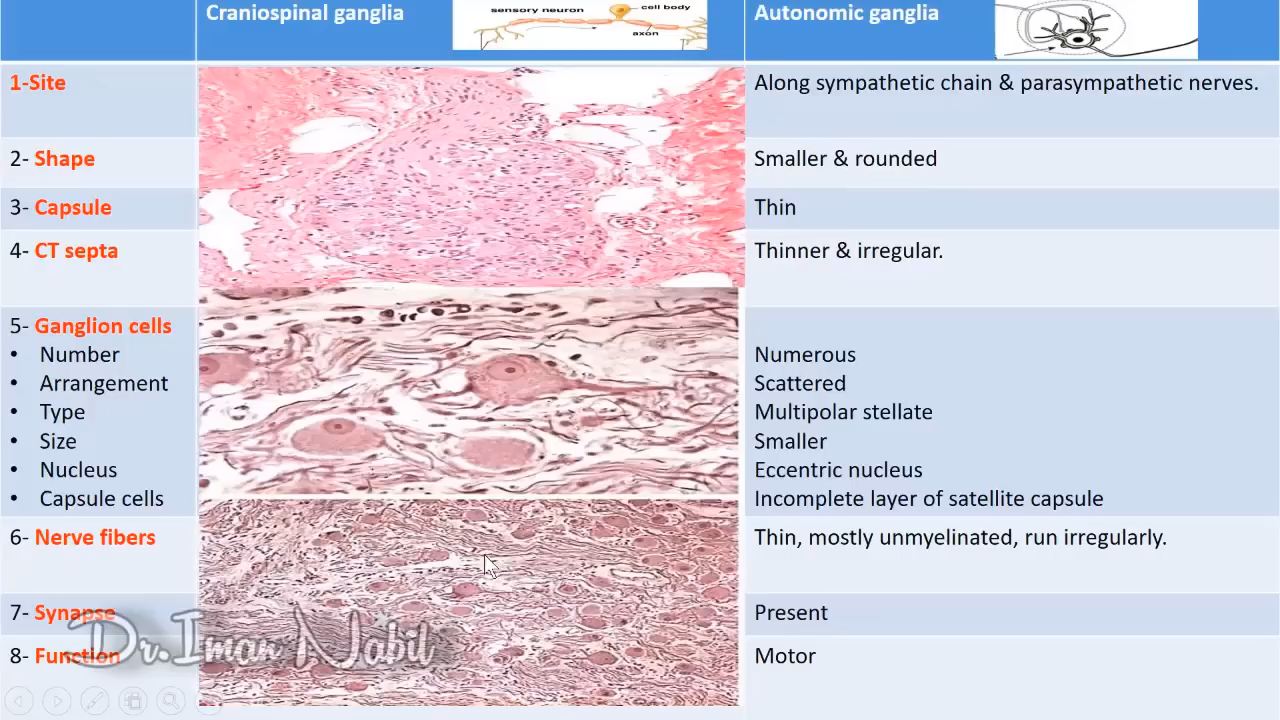 Craniospinal ganglia
sensory neuron
cell body
axon
Autonomic ganglia
1-Site
Along sympathetic chain & parasympathetic nerves.
2- Shape
Smaller & rounded
3- Capsule
Thin
4- CT septa
Thinner & irregular.
5- Ganglion cells
• Number
Numerous
• Arrangement
Scattered
• Type
Multipolar stellate
• Size
Smaller
• Nucleus
Eccentric nucleus
• Capsule cells
Incomplete layer of satellite capsule
6- Nerve fibers
Thin, mostly unmyelinated, run irregularly.
7- Synapse
Present
8- Function
Motor
Dr.Iman Nabil